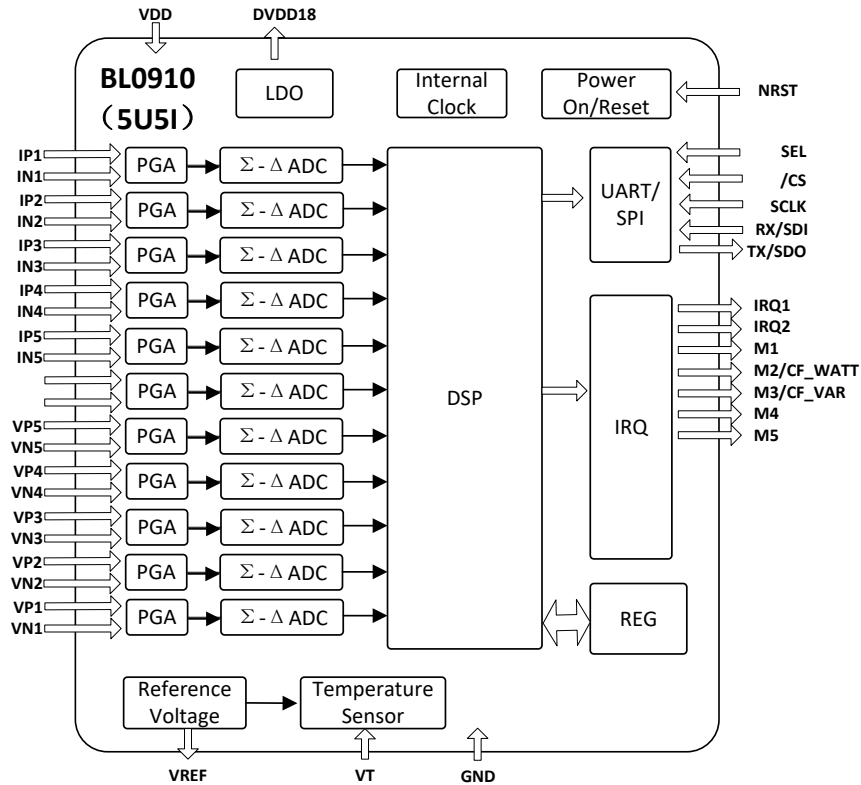 VDD
DVDD18
BL0910
（5U5I）
LDO
Internal
Clock
Power
On/Reset
NRST
IP1
IN1
PGA
Σ - Δ ADC
IP2
IN2
PGA
Σ - Δ ADC
IP3
IN3
PGA
Σ - Δ ADC
IP4
IN4
PGA
Σ - Δ ADC
IP5
IN5
PGA
Σ - Δ ADC
PGA
Σ - Δ ADC
VP5
VN5
PGA
Σ - Δ ADC
VP4
VN4
PGA
Σ - Δ ADC
VP3
VN3
PGA
Σ - Δ ADC
VP2
VN2
PGA
Σ - Δ ADC
VP1
VN1
PGA
Σ - Δ ADC
DSP
UART/
SPI
SEL
/CS
SCLK
RX/SDI
TX/SDO
IRQ
IRQ1
IRQ2
M1
M2/CF_WATT
M3/CF_VAR
M4
M5
REG
Reference
Voltage
Temperature
Sensor
VREF
VT
GND